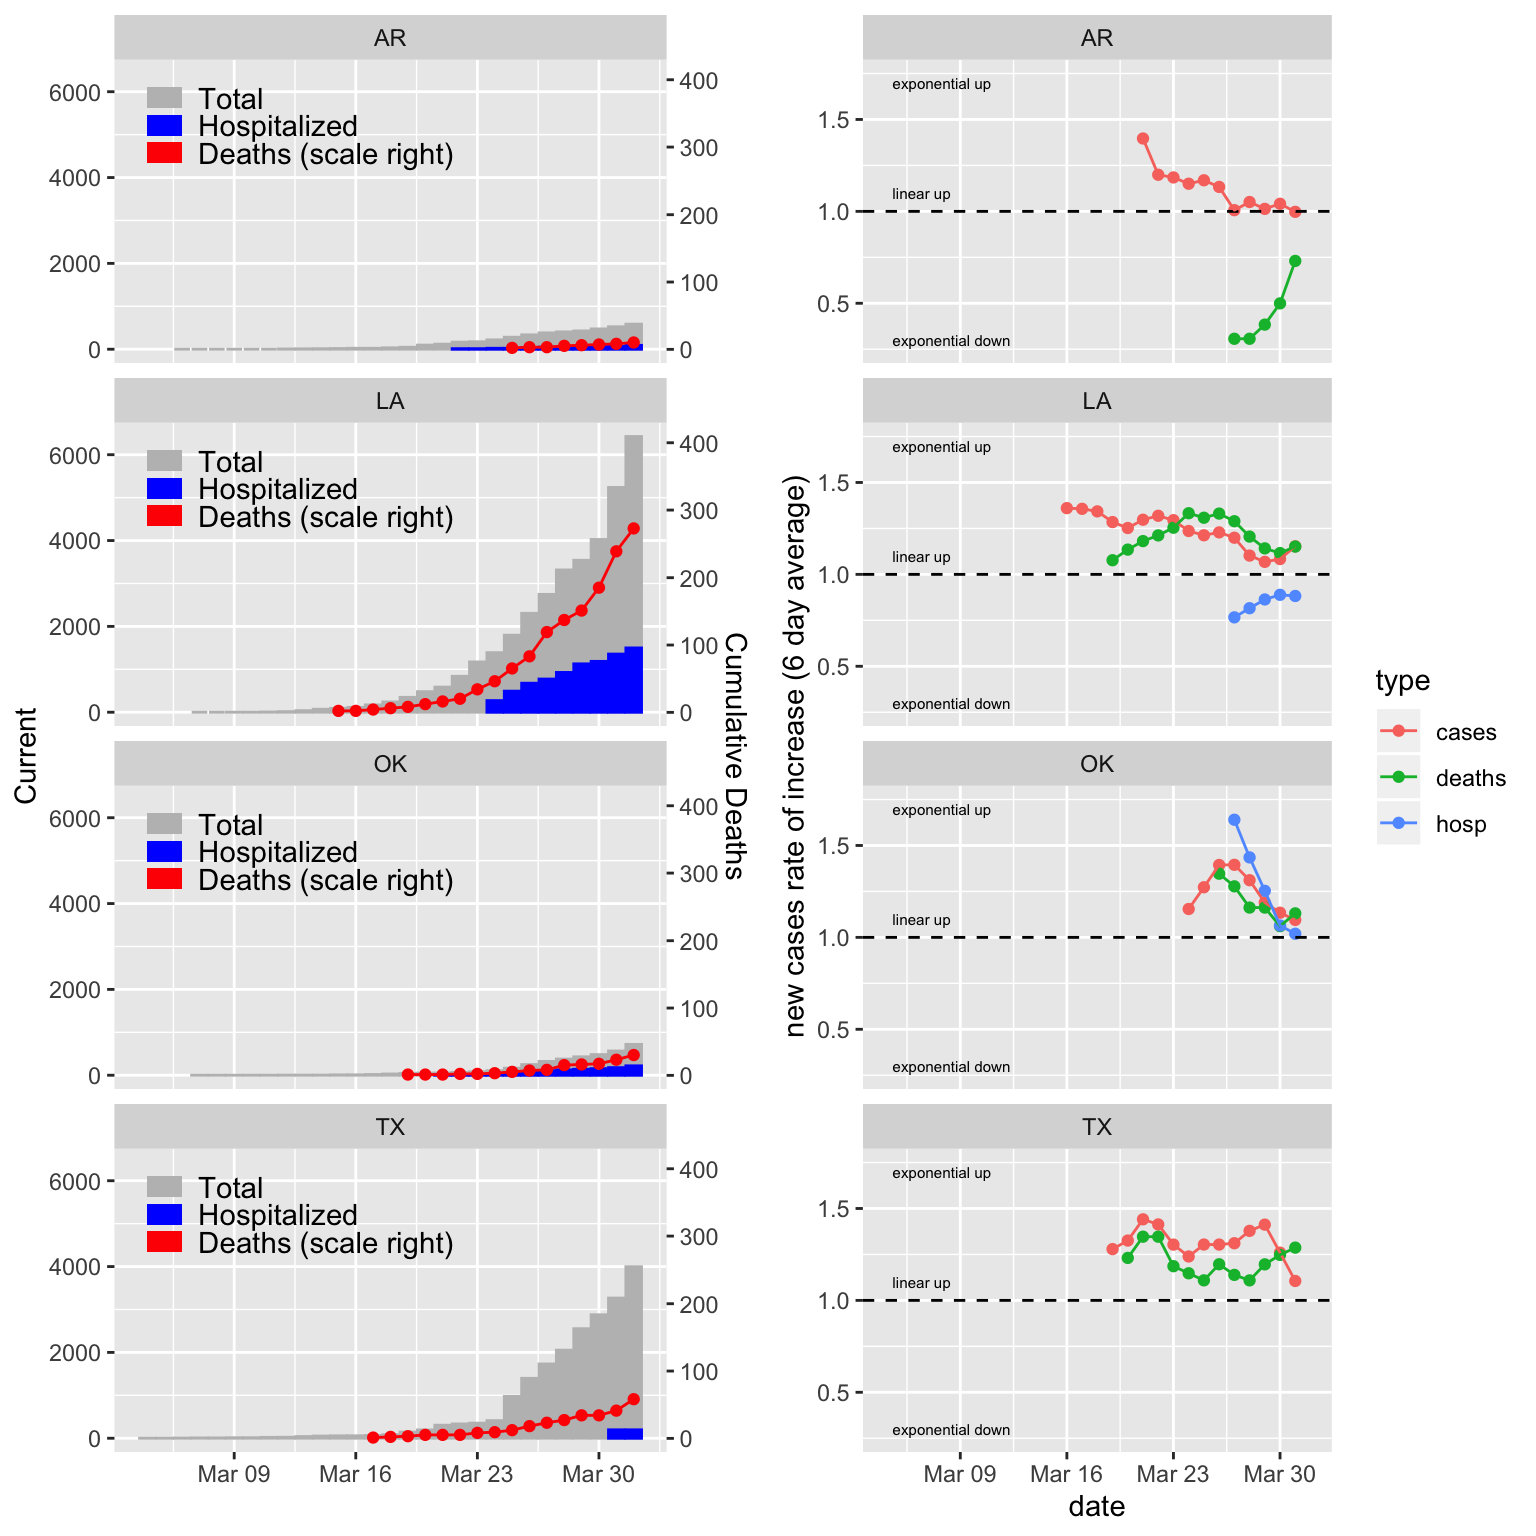 AR
6000
4000
2000
0
400
300
200
100
0
Total
Hospitalized
Deaths (scale right)
LA
6000
4000
2000
0
400
300
200
100
0
Total
Hospitalized
Deaths (scale right)
OK
6000
4000
2000
0
400
300
200
100
0
Total
Hospitalized
Deaths (scale right)
TX
6000
4000
2000
0
400
300
200
100
0
Total
Hospitalized
Deaths (scale right)
Mar 09 Mar 16 Mar 23 Mar 30
Current
Cumulative Deaths
AR
1.5
1.0
0.5
exponential up
linear up
exponential down
LA
1.5
1.0
0.5
exponential up
linear up
exponential down
OK
1.5
1.0
0.5
exponential up
linear up
exponential down
TX
1.5
1.0
0.5
exponential up
linear up
exponential down
Mar 09 Mar 16 Mar 23 Mar 30
date
new cases rate of increase (6 day average)
type
cases
deaths
hosp